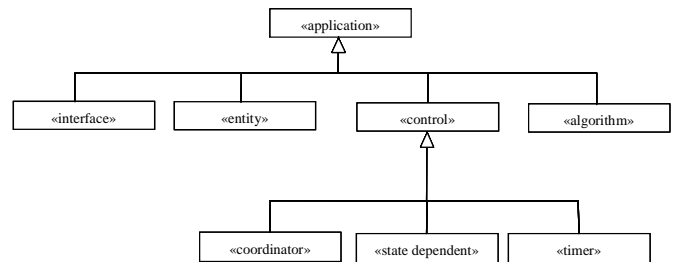 «application»
«interface»
«entity»
«control»
«algorithm»
«coordinator»
«state dependent»
«timer»